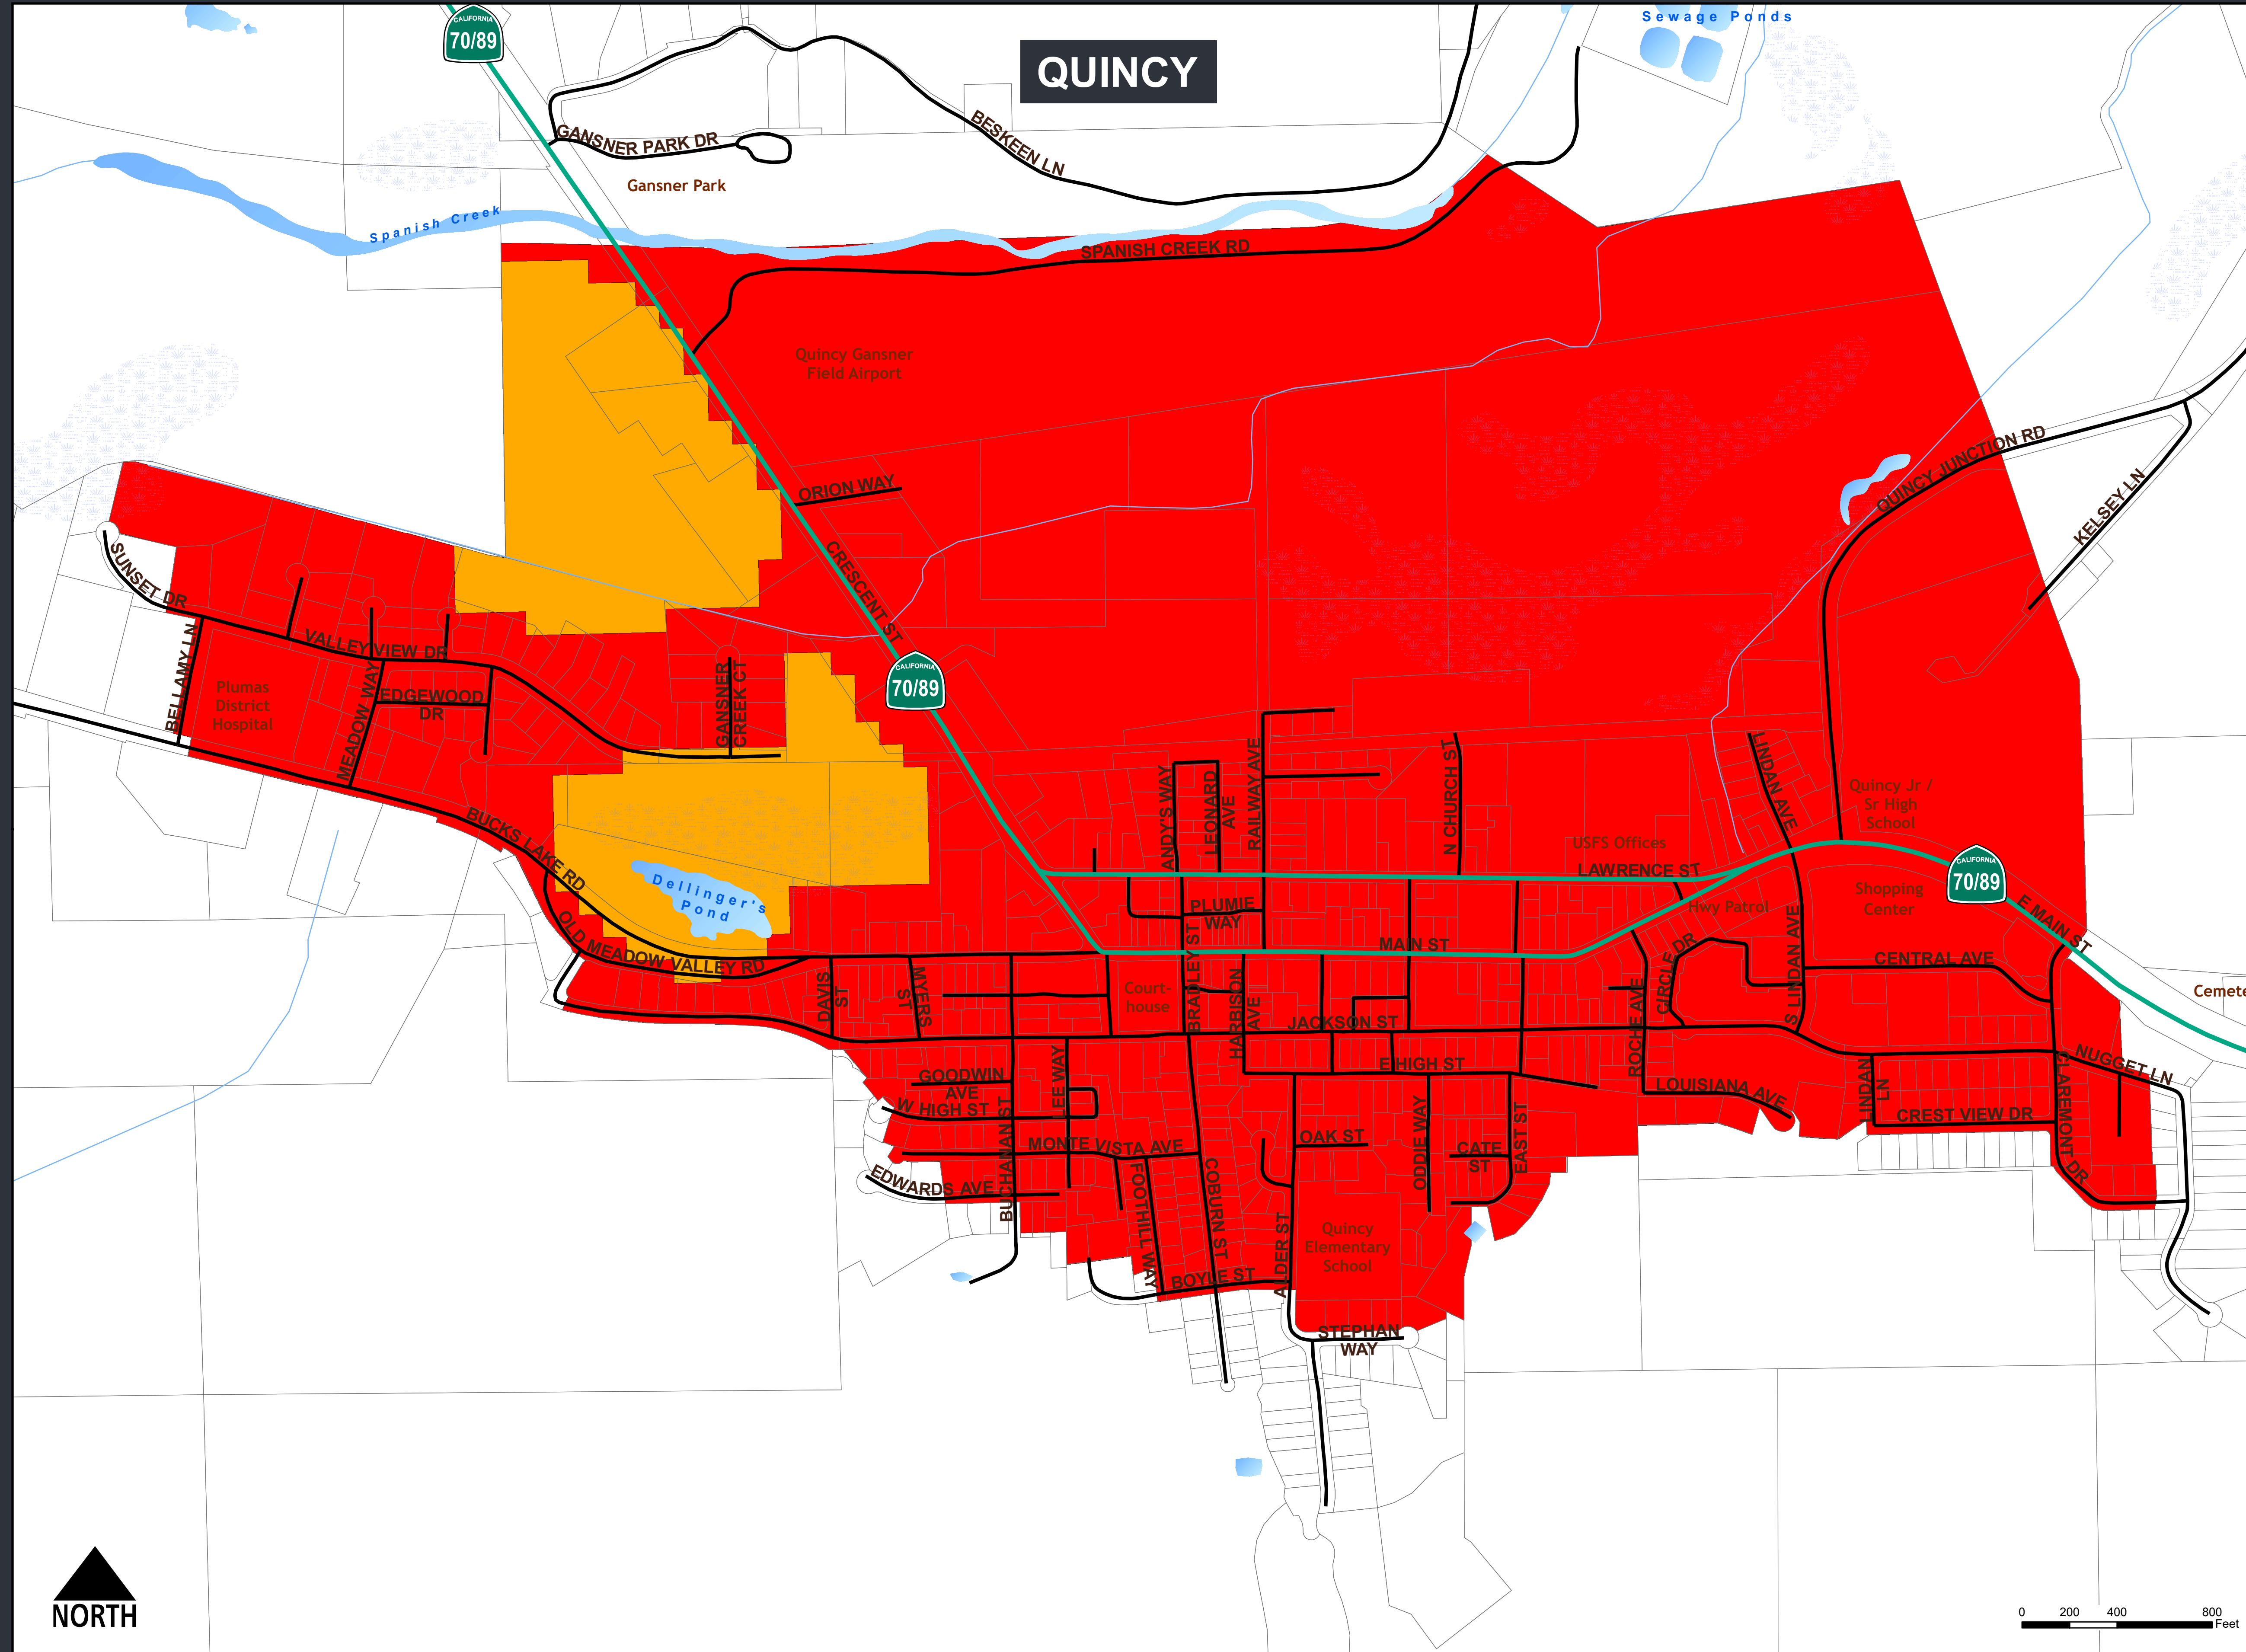 CALIFORNIA
70/89
QUINCY
Sewage Ponds
GANSNER PARK DR
BESKEEN LN
Gansner Park
Spanish Creek
SPANISH CREEK RD
Quincy Gansner
Field Airport
ORION WAY
QUINCY JUNCTION RD
KELSEY LN
CRESCENT ST
SUNSET DR
VALLEY VIEW DR
BELLAMY LN
MEADOW WAY
EDGEWOOD
DR
GANSNER
CREEK CT
CALIFORNIA
70/89
Plumas
District
Hospital
BUCKS LAKE RD
Dellinger's
Pond
OLD MEADOW VALLEY RD
ANDY'S WAY
LEONARD
AVE
RAILWAY AVE
N CHURCH ST
LINDAN AVE
Quincy Jr /
Sr High
School
USFS Offices
LAWRENCE ST
CALIFORNIA
70/89
Shopping
Center
Hwy Patrol
PLUMIE
WAY
MAIN ST
E MAIN ST
CENTRAL AVE
S LINDAN AVE
CIRCLE DR
ROCHE AVE
DAVIS
ST
MYERS
ST
Court-
house
BRADLEY ST
HARBISON
AVE
JACKSON ST
E HIGH ST
Cemete
NUGGET LN
GOODWIN
AVE
W HIGH ST
LEE WAY
BUCHANAN ST
MONTE VISTA AVE
EDWARDS AVE
FOOTHILL WAY
COBURN ST
OAK ST
ODDIE WAY
CATE
ST
EAST ST
LOUISIANA AVE
LINDAN
LN
CREST VIEW DR
CLAREMONT DR
ALDER ST
Quincy
Elementary
School
BOYLE ST
STEPHAN
WAY
NORTH
0 200 400 800
Feet